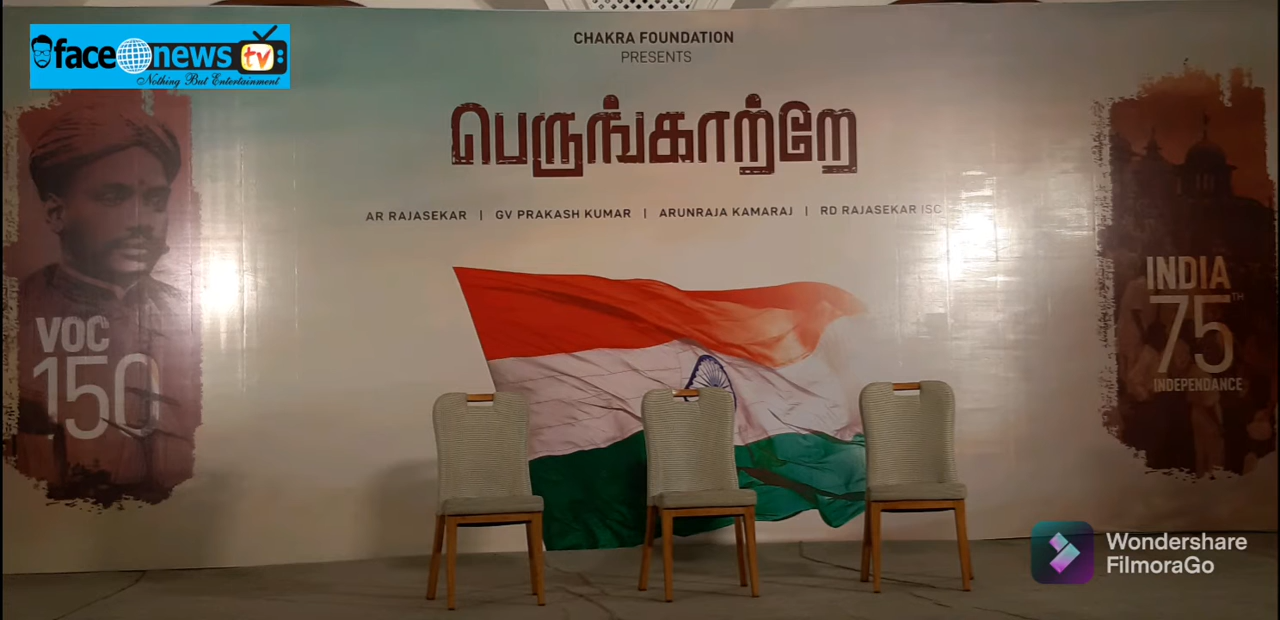 face news tv
Nothing But Entertainment
CHAKRA FOUNDATION
PRESENTS
பெருங்காற்றே
AR RAJASEKAR | GV PRAKASH KUMAR | ARUNRAJA KAMARAJ | RD RAJASEKAR ISC
VOC
150
INDIA
75TH
INDEPENDANCE
Wondershare
FilmoraGo